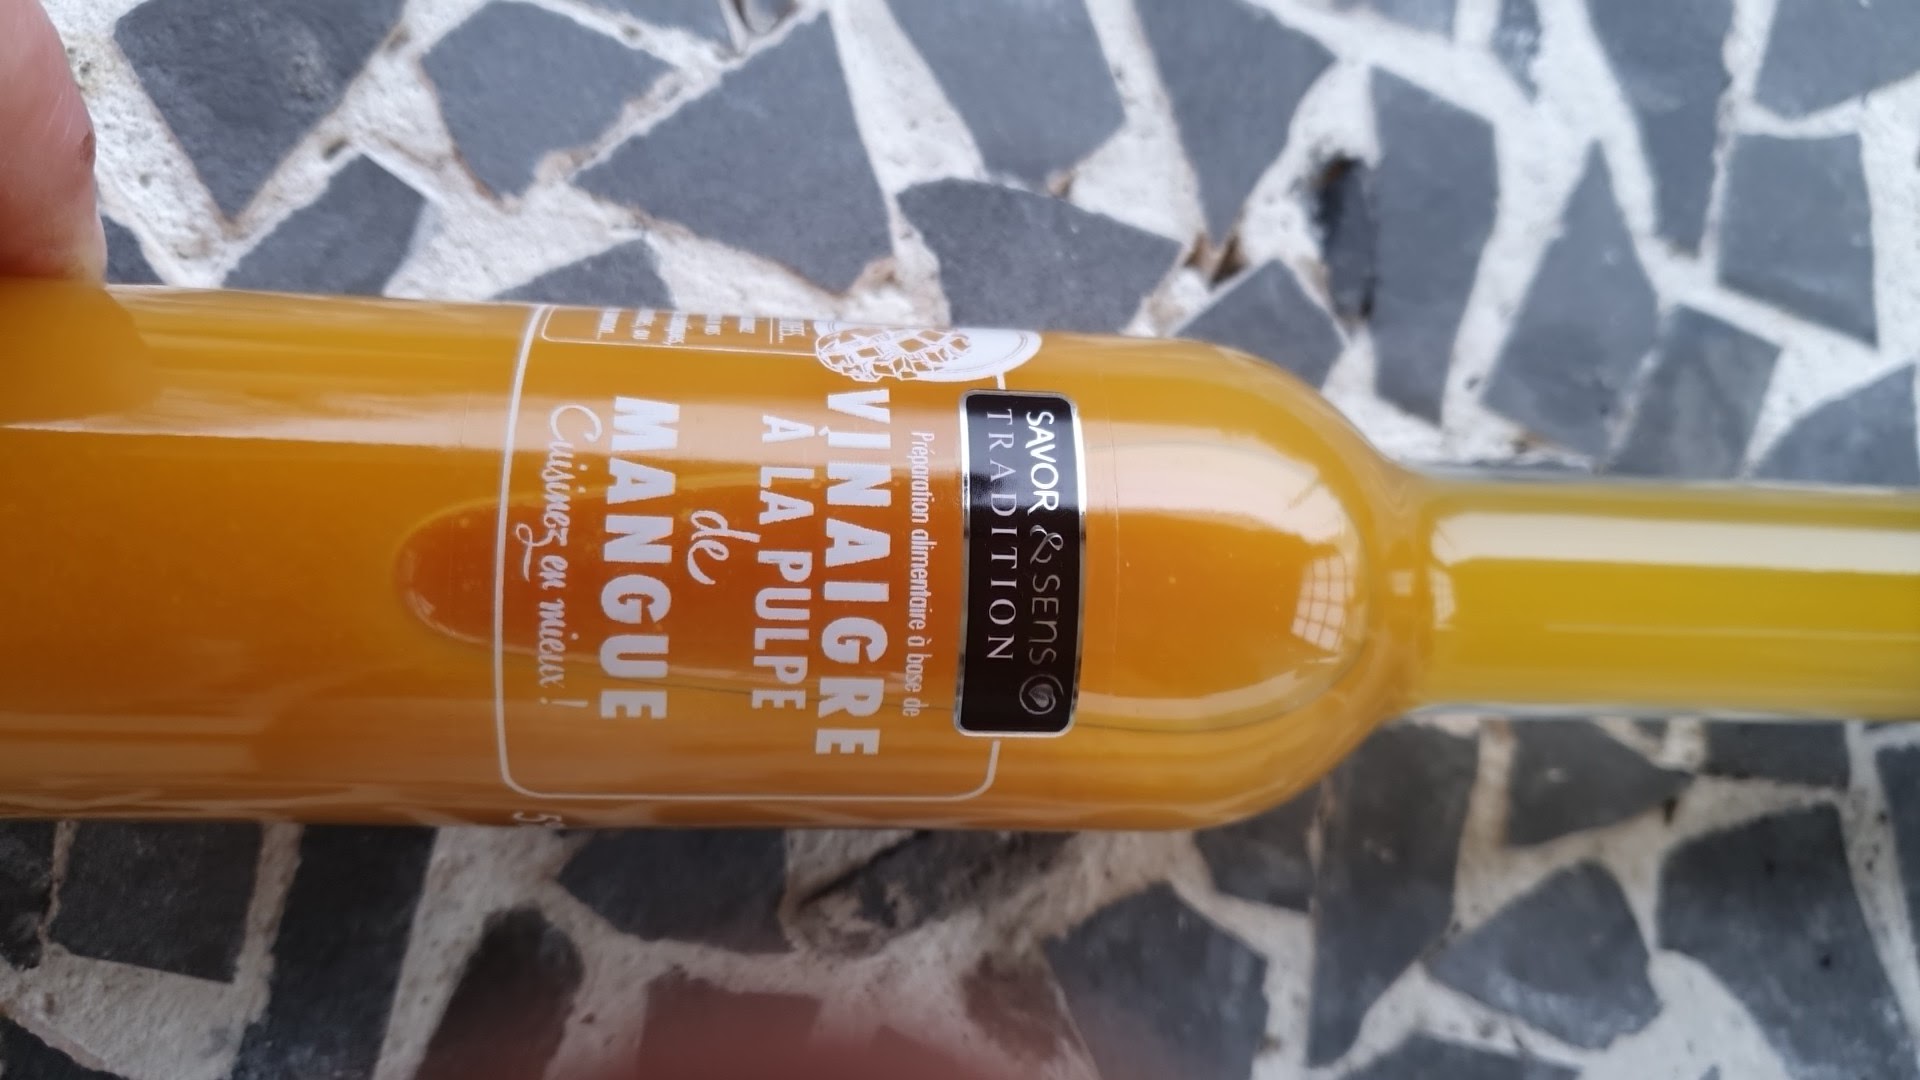 SAVOR & SENS
TRADITION
Préparation alimentaire à base de
VINAIGRE
À LA PULPE
de
MANGUE
Cuisinez en mieux !